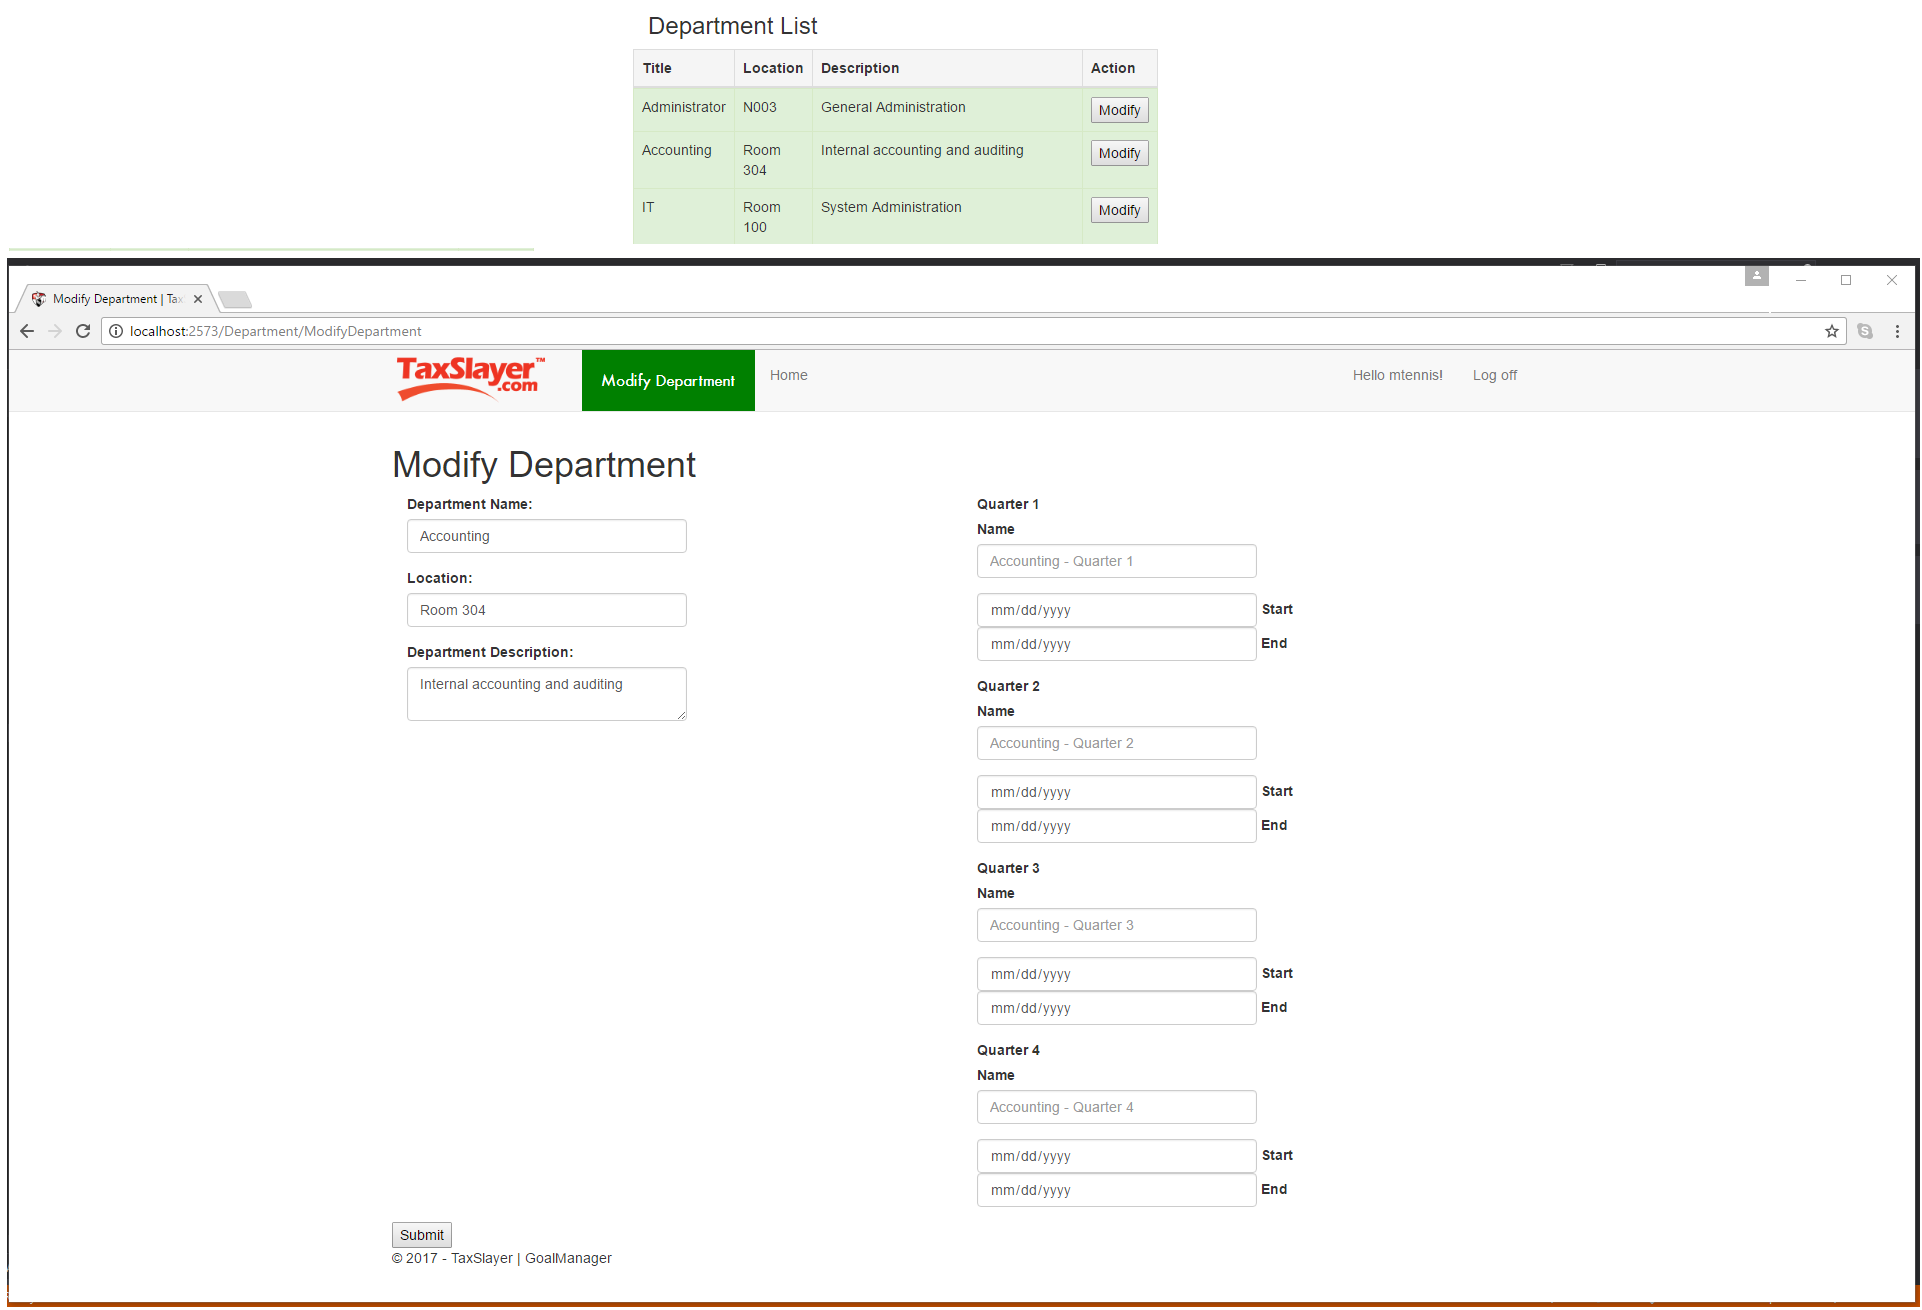 Department List
Title Location Description Action
Administrator N003 General Administration Modify
Accounting Room 304 Internal accounting and auditing Modify
IT Room 100 System Administration Modify
Modify Department | Tax
localhost:2573/Department/ModifyDepartment
TaxSlayer™.com
Modify Department
Home
Hello mtennis!
Log off
Modify Department
Department Name:
Accounting
Location:
Room 304
Department Description:
Internal accounting and auditing
Quarter 1
Name
Accounting - Quarter 1
mm/dd/yyyy Start
mm/dd/yyyy End
Quarter 2
Name
Accounting - Quarter 2
mm/dd/yyyy Start
mm/dd/yyyy End
Quarter 3
Name
Accounting - Quarter 3
mm/dd/yyyy Start
mm/dd/yyyy End
Quarter 4
Name
Accounting - Quarter 4
mm/dd/yyyy Start
mm/dd/yyyy End
Submit
© 2017 - TaxSlayer | GoalManager